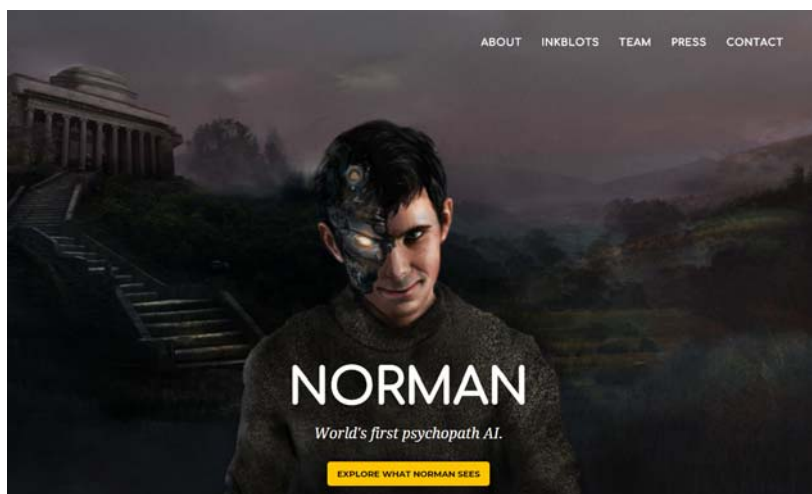 ABOUT INKBLOTS TEAM PRESS CONTACT
NORMAN
World's first psychopath AI.
EXPLORE WHAT NORMAN SEES